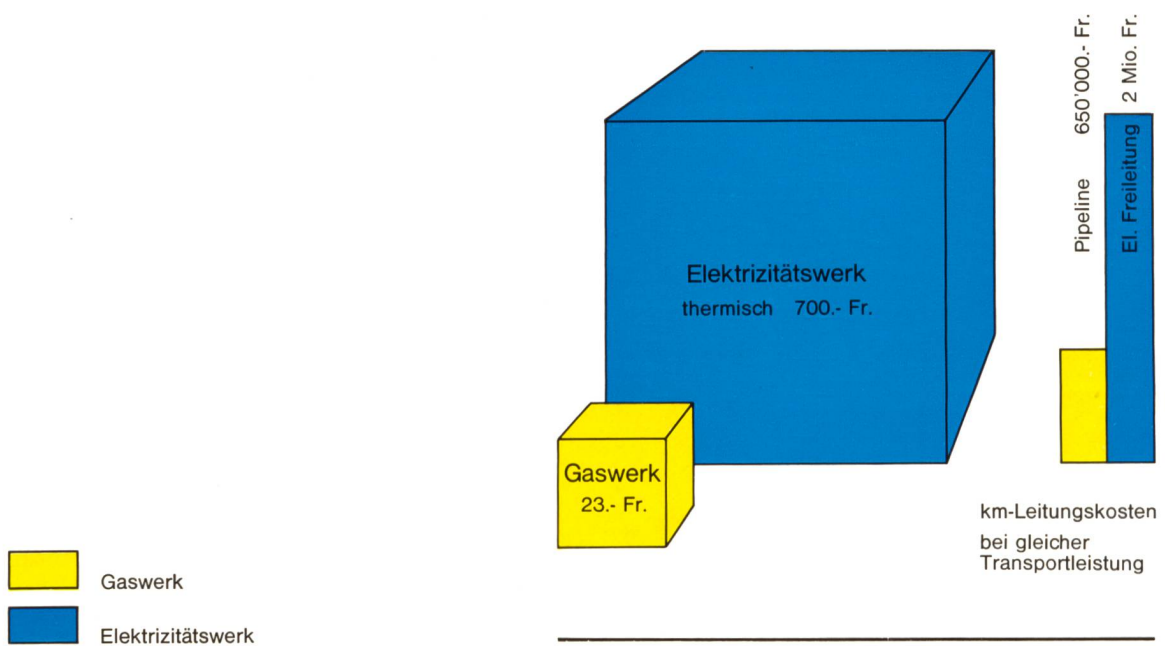 Pipeline 650'000.- Fr.
El. Freileitung 2 Mio. Fr.
Elektrizitätswerk
thermisch 700.- Fr.
Gaswerk
23.- Fr.
km-Leitungskosten
bei gleicher
Transportleistung
Gaswerk
Elektrizitätswerk